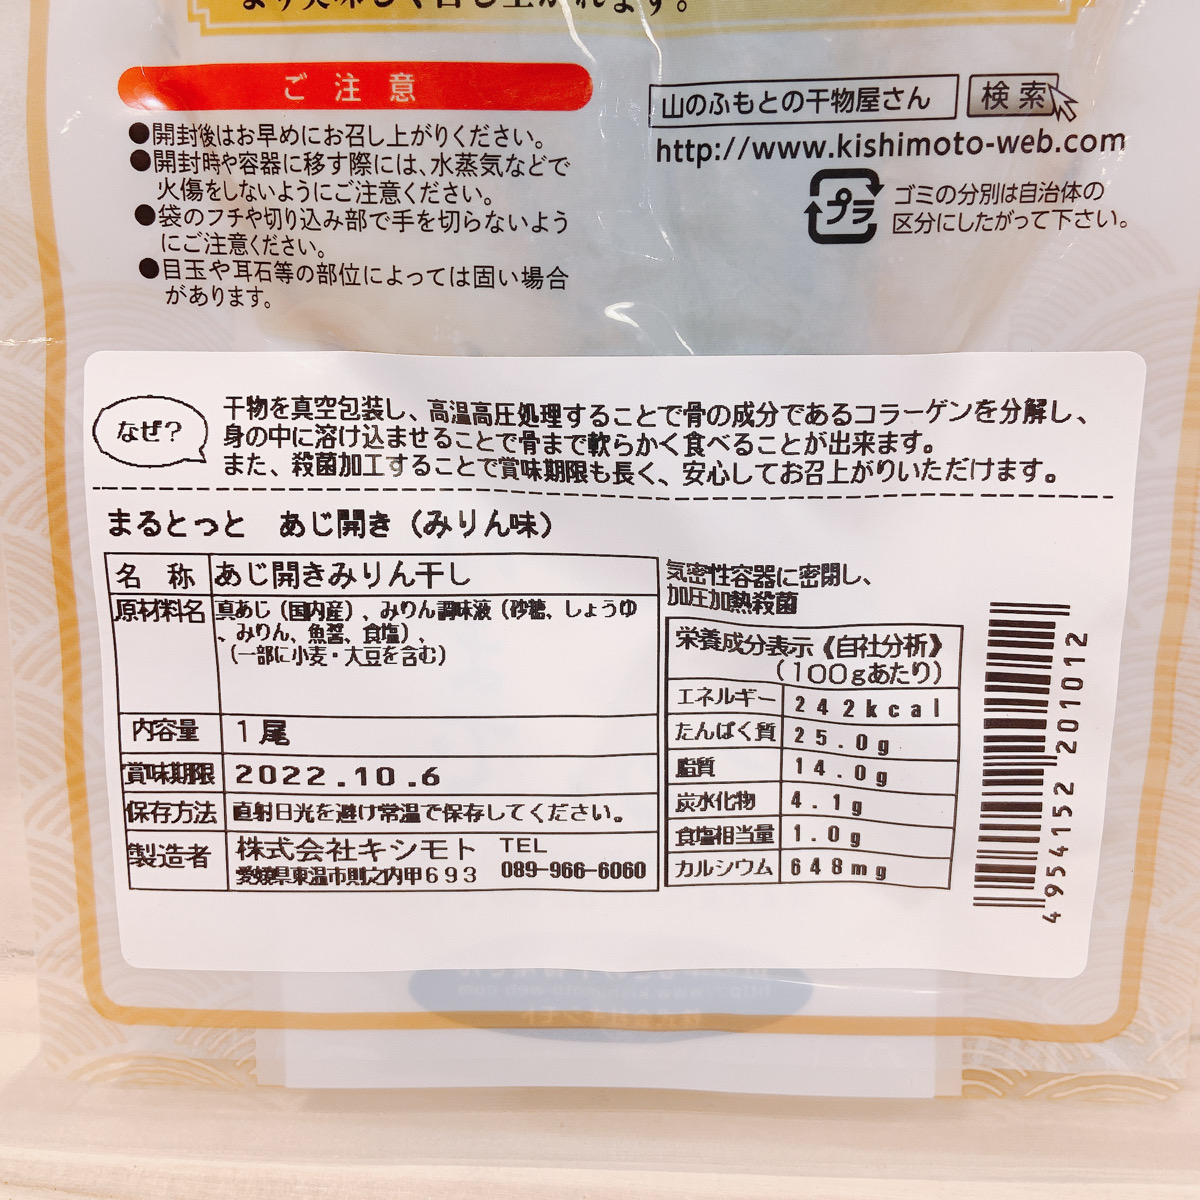 ご注意
●開封後はお早めにお召し上がりください。
●開封時や容器に移す際には、水蒸気などで
火傷をしないようにご注意ください。
●袋のフチや切り込み部で手を切らないよう
にご注意ください。
●目玉や耳石等の部位によっては固い場合
があります。
山のふもとの干物屋さん 検索
http://www.kishimoto-web.com
プラ
ゴミの分別は自治体の
区分にしたがって下さい。
なぜ?
干物を真空包装し、高温高圧処理することで骨の成分であるコラーゲンを分解し、
身の中に溶け込ませることで骨まで軟らかく食べることが出来ます。
また、殺菌加工することで賞味期限も長く、安心してお召上がりいただけます。
まるとっと あじ開き(みりん味)
名称 あじ開きみりん干し
原材料名 真あじ(国内産)、みりん調味液(砂糖、しょうゆ
、みりん、魚醤、食塩)、
(一部に小麦・大豆を含む)
内容量 1尾
賞味期限 2022.10.6
保存方法 直射日光を避け常温で保存してください。
製造者 株式会社キシモト TEL
愛媛県東温市則之内甲693 089-966-6060
気密性容器に密閉し、
加圧加熱殺菌
栄養成分表示《自社分析》
(100gあたり)
エネルギー 242kcal
たんぱく質 25.0g
脂質 14.0g
炭水化物 4.1g
食塩相当量 1.0g
カルシウム 648mg
4954152201012